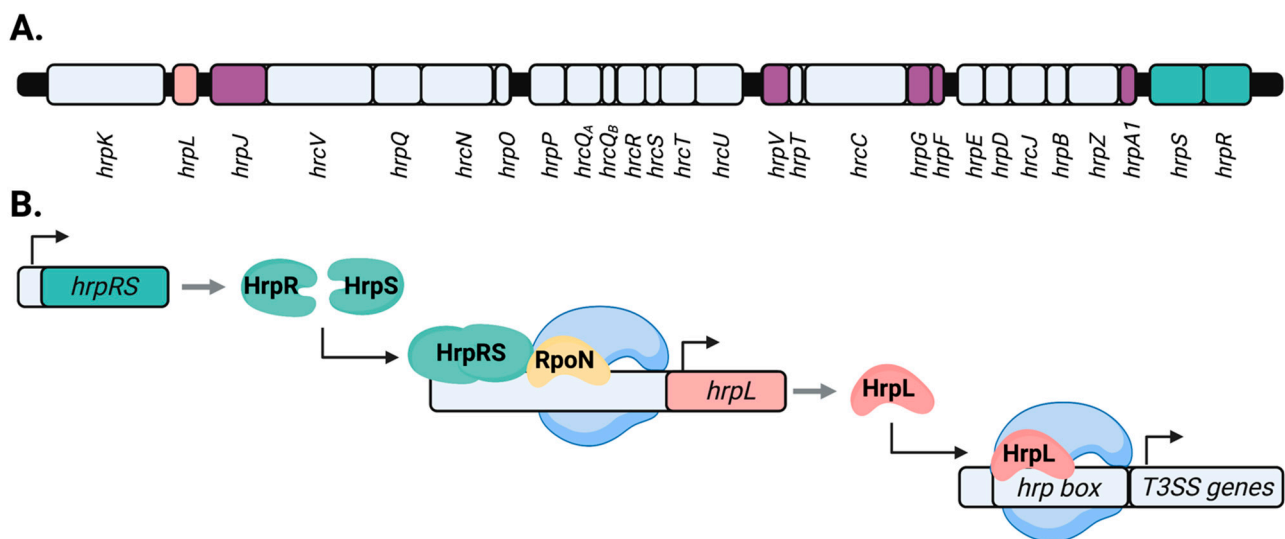 A.
hrpK hrpL hrpJ hrcV hrpQ hrcN hrpO hrpP hrcQA hrcQB hrcR hrcS hrcT hrcU hrpV hrpT hrcC hrpG hrpF hrpE hrpD hrcJ hrpB hrpZ hrpA1 hrpS hrpR
B.
hrpRS
HrpR
HrpS
HrpRS
RpoN
hrpL
HrpL
HrpL
hrp box
T3SS genes